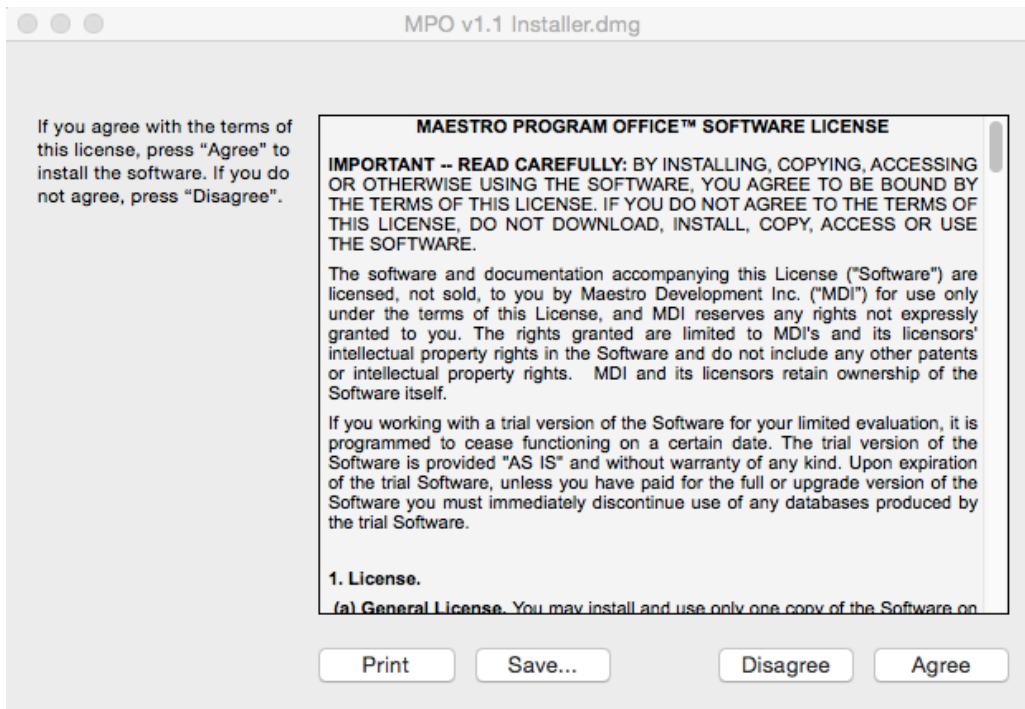 MPO v1.1 Installer.dmg
If you agree with the terms of
this license, press “Agree” to
install the software. If you do
not agree, press “Disagree”.
MAESTRO PROGRAM OFFICE™ SOFTWARE LICENSE
IMPORTANT -- READ CAREFULLY: BY INSTALLING, COPYING, ACCESSING
OR OTHERWISE USING THE SOFTWARE, YOU AGREE TO BE BOUND BY
THE TERMS OF THIS LICENSE. IF YOU DO NOT AGREE TO THE TERMS OF
THIS LICENSE, DO NOT DOWNLOAD, INSTALL, COPY, ACCESS OR USE
THE SOFTWARE.
The software and documentation accompanying this License ("Software") are
licensed, not sold, to you by Maestro Development Inc. (“MDI”) for use only
under the terms of this License, and MDI reserves any rights not expressly
granted to you. The rights granted are limited to MDI's and its licensors'
intellectual property rights in the Software and do not include any other patents
or intellectual property rights. MDI and its licensors retain ownership of the
Software itself.
If you working with a trial version of the Software for your limited evaluation, it is
programmed to cease functioning on a certain date. The trial version of the
Software is provided "AS IS" and without warranty of any kind. Upon expiration
of the trial Software, unless you have paid for the full or upgrade version of the
Software you must immediately discontinue use of any databases produced by
the trial Software.
1. License.
(a) General License. You may install and use only one copy of the Software on
Print
Save...
Disagree
Agree